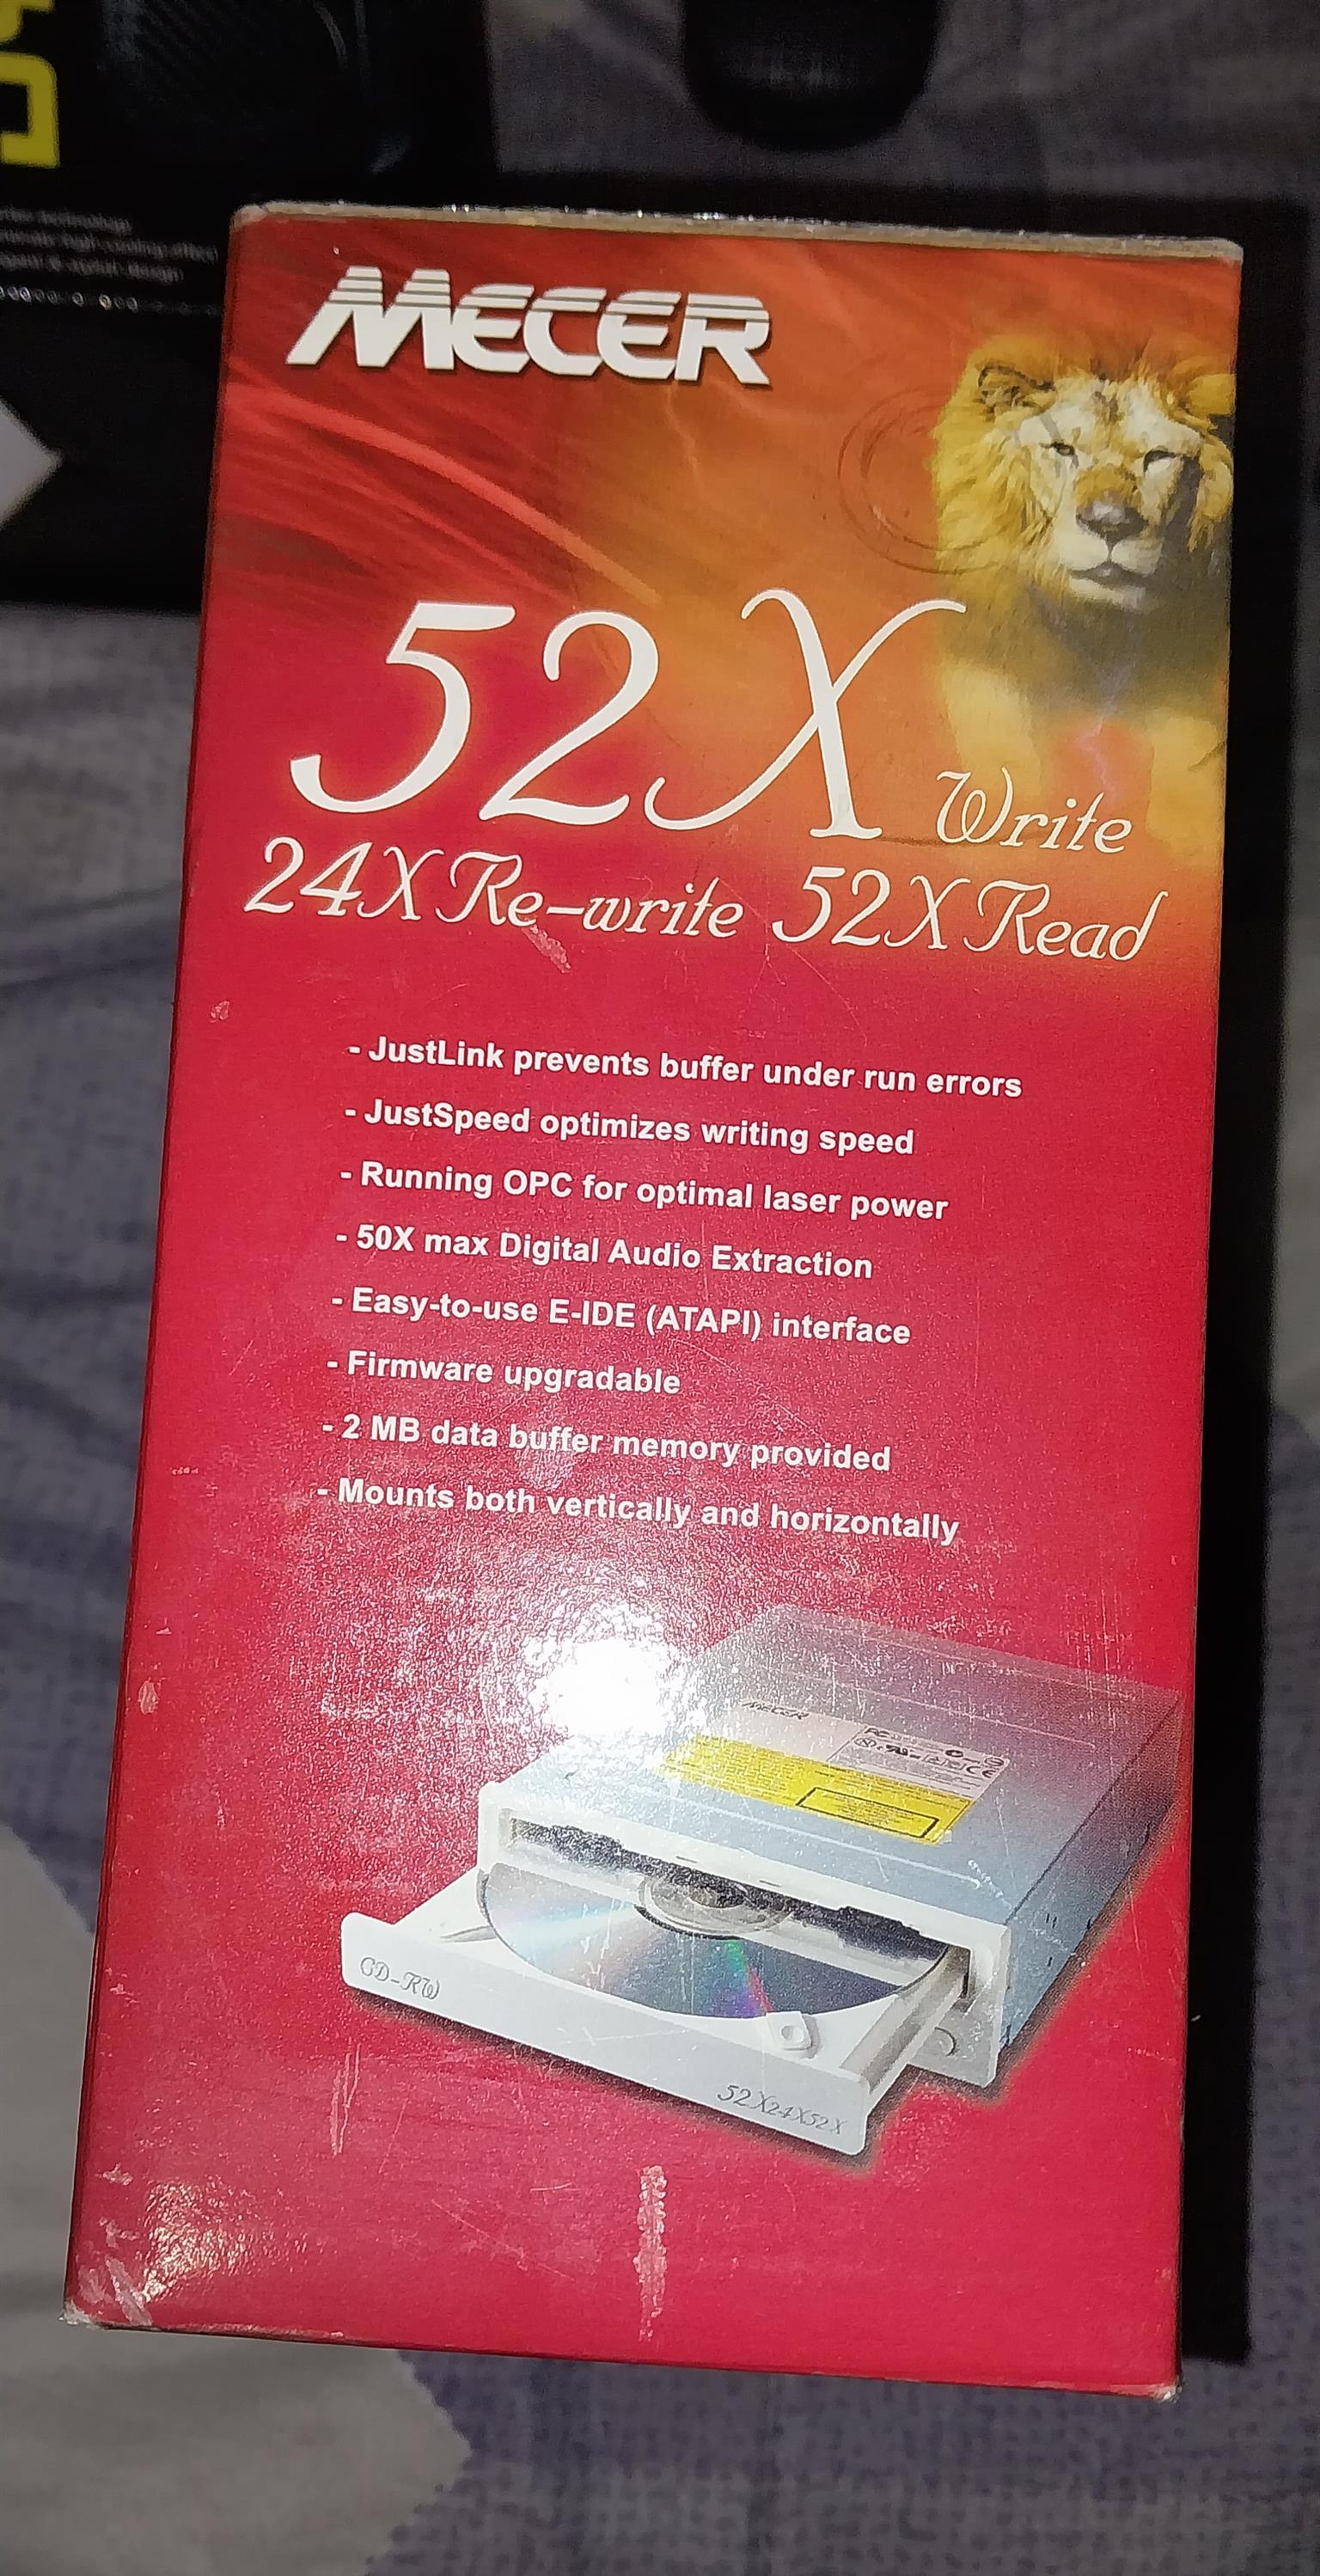 MECER
52X Write
24X Re-write 52X Read
- JustLink prevents buffer under run errors
- JustSpeed optimizes writing speed
- Running OPC for optimal laser power
- 50X max Digital Audio Extraction
- Easy-to-use E-IDE (ATAPI) interface
- Firmware upgradable
- 2 MB data buffer memory provided
- Mounts both vertically and horizontally
MECER
CD-RW
52X24X52X